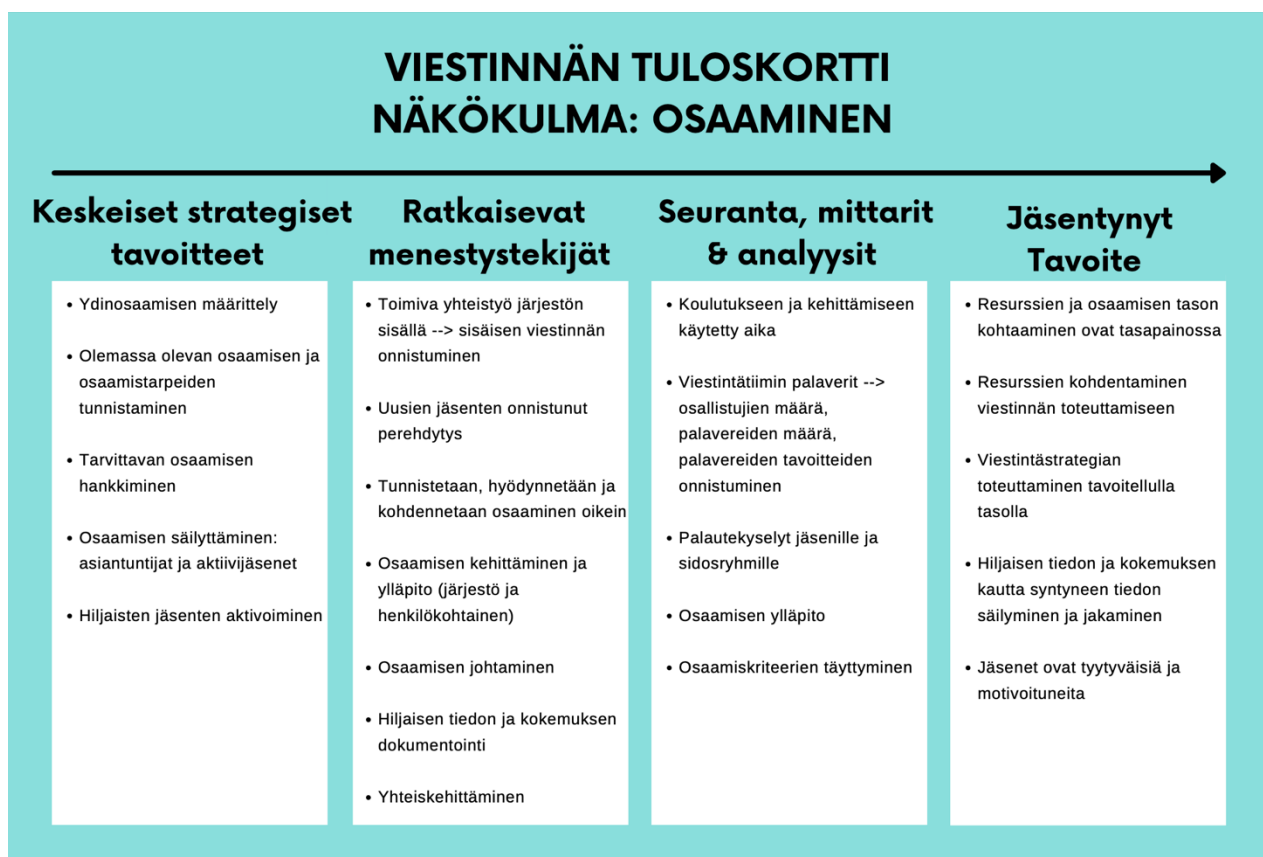 VIESTINNÄN TULOSKORTTI
NÄKÖKULMA: OSAAMINEN
Keskeiset strategiset
tavoitteet
• Ydinosaamisen määrittely
• Olemassa olevan osaamisen ja
osaamistarpeiden
tunnistaminen
• Tarvittavan osaamisen
hankkiminen
• Osaamisen säilyttäminen:
asiantuntijat ja aktiivijäsenet
• Hiljaisten jäsenten aktivoiminen
Ratkaisevat
menestystekijät
• Toimiva yhteistyö järjestön
sisällä --> sisäisen viestinnän
onnistuminen
• Uusien jäsenten onnistunut
perehdytys
• Tunnistetaan, hyödynnetään ja
kohdennetaan osaaminen oikein
• Osaamisen kehittäminen ja
ylläpito (järjestö ja
henkilökohtainen)
• Osaamisen johtaminen
• Hiljaisen tiedon ja kokemuksen
dokumentointi
• Yhteiskehittäminen
Seuranta, mittarit
& analyysit
• Koulutukseen ja kehittämiseen
käytetty aika
• Viestintätiimin palaverit -->
osallistujien määrä,
palavereiden määrä,
palavereiden tavoitteiden
onnistuminen
• Palautekyselyt jäsenille ja
sidosryhmille
• Osaamisen ylläpito
• Osaamiskriteerien täyttyminen
Jäsentynyt
Tavoite
• Resurssien ja osaamisen tason
kohtaaminen ovat tasapainossa
• Resurssien kohdentaminen
viestinnän toteuttamiseen
• Viestintästrategian
toteuttaminen tavoitellulla
tasolla
• Hiljaisen tiedon ja kokemuksen
kautta syntyneen tiedon
säilyminen ja jakaminen
• Jäsenet ovat tyytyväisiä ja
motivoituneita